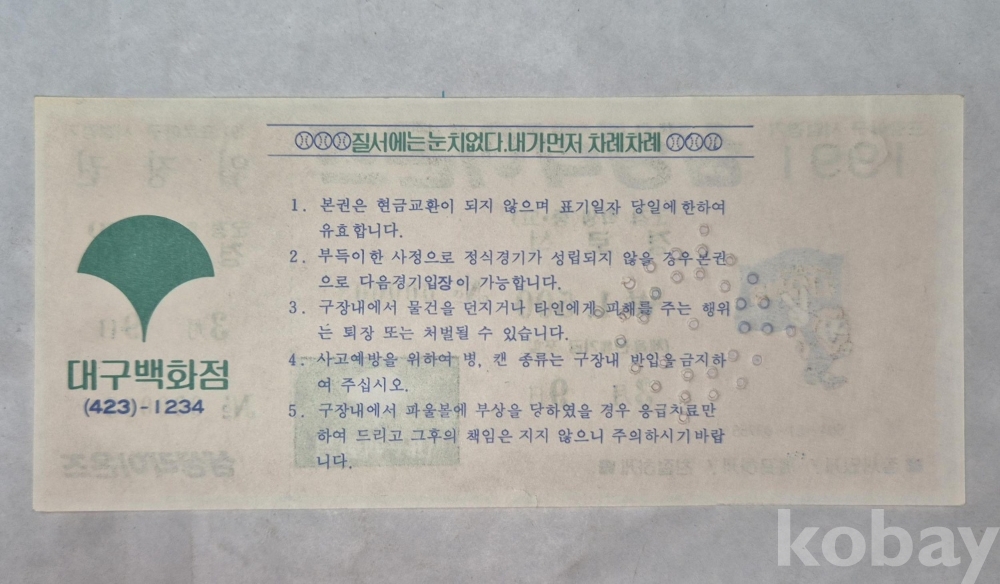 질서에는 눈치없다. 내가먼저 차례차례
1. 본권은 현금교환이 되지 않으며 표기일자 당일에 한하여
유효합니다.
2. 부득이한 사정으로 정식경기가 성립되지 않을 경우 본권
으로 다음경기입장이 가능합니다.
3. 구장내에서 물건을 던지거나 타인에게 피해를 주는 행위
는 퇴장 또는 처벌될 수 있습니다.
4. 사고예방을 위하여 병, 캔 종류는 구장내 반입을 금지하
여 주십시오.
5. 구장내에서 파울볼에 부상을 당하였을 경우 응급치료만
하여 드리고 그후의 책임은 지지 않으니 주의하시기 바랍
니다.
대구백화점
(423)-1234
kobay